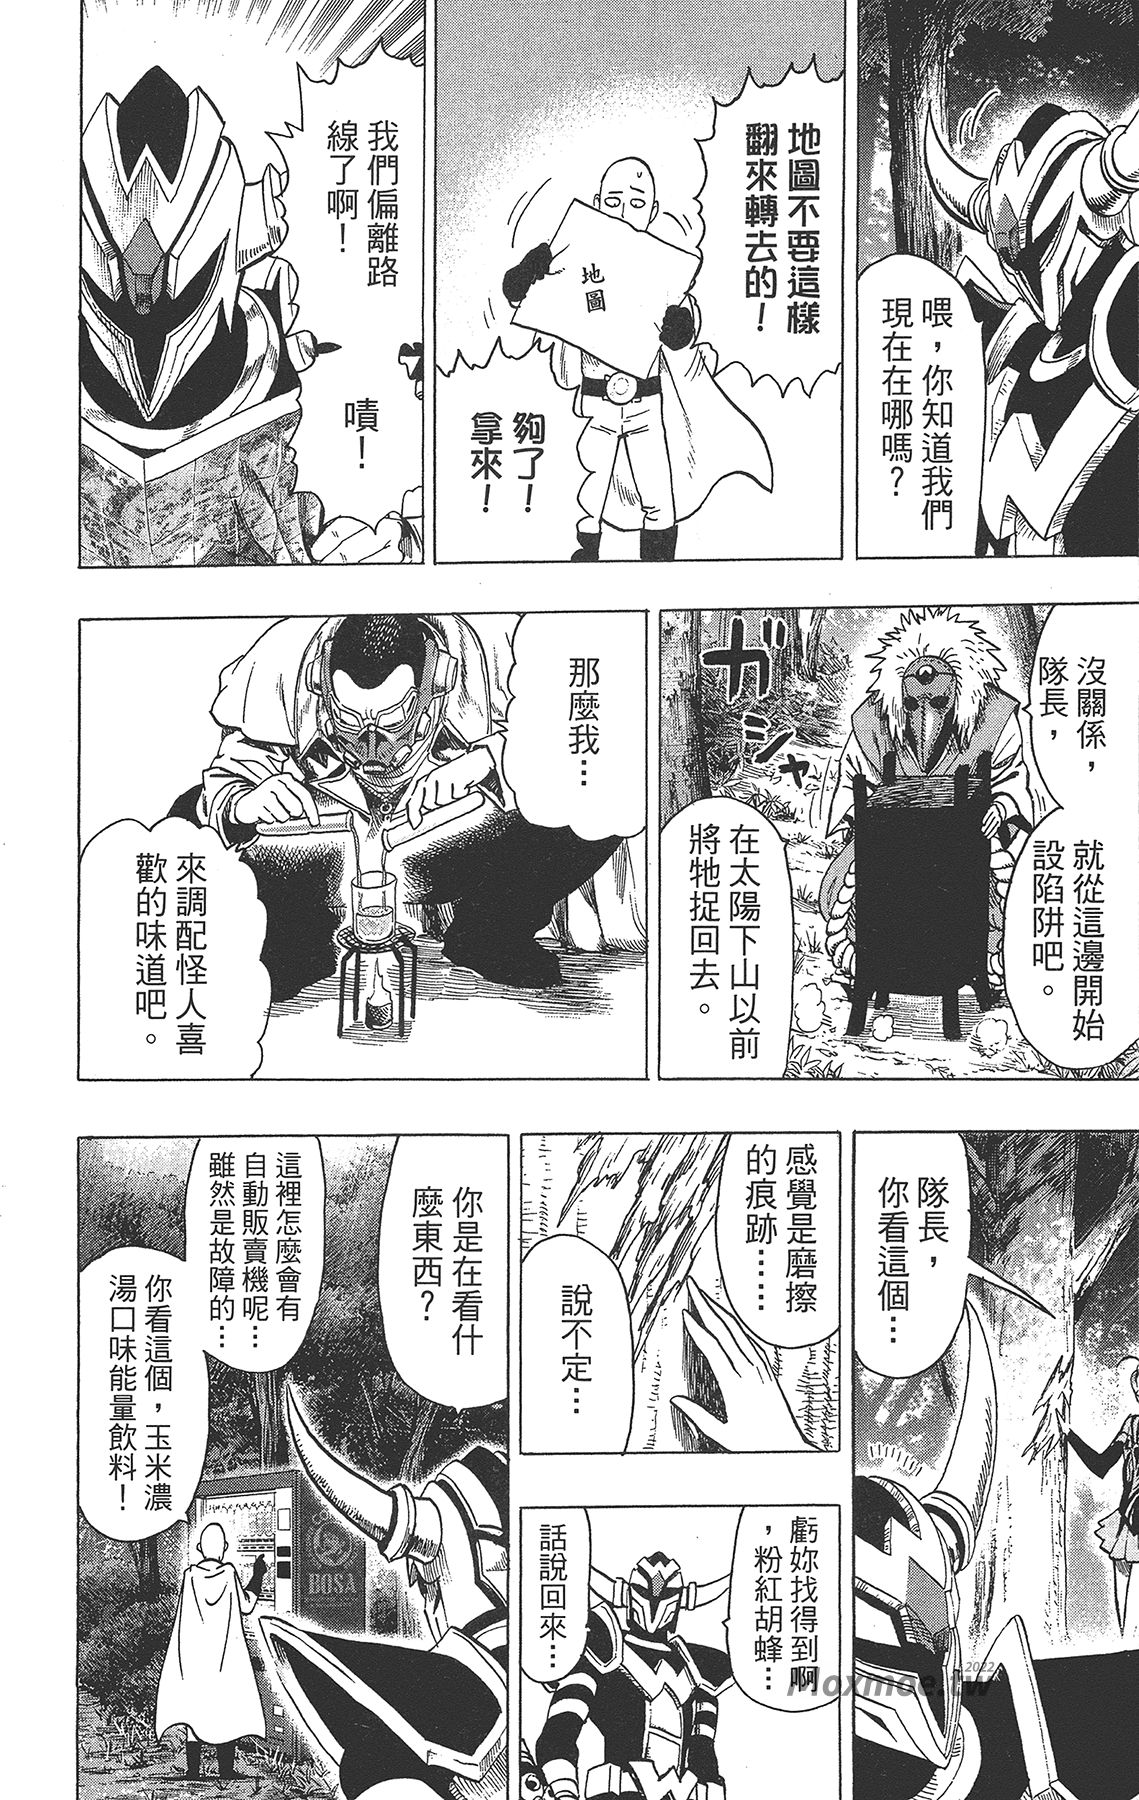 喂，你知道我們
現在在哪嗎？
地圖不要這樣
翻來轉去的！
地
圖
夠了！
拿來！
我們偏離路
線了啊！
嘖！
沒關係，
隊長，
就從這邊開始
設陷阱吧。
ガシャ
在太陽下山以前
將牠捉回去。
那麼我…
來調配怪人喜
歡的味道吧。
隊長，
你看這個…
感覺是磨擦
的痕跡……
說不定…
虧妳找得到啊
，粉紅胡蜂…
話說回來…
你是在看什
麼東西？
這裡怎麼會有
自動販賣機呢…
雖然是故障的…
你看這個，玉米濃
湯口味能量飲料！
DOSA
2022
Moxmoe.tw